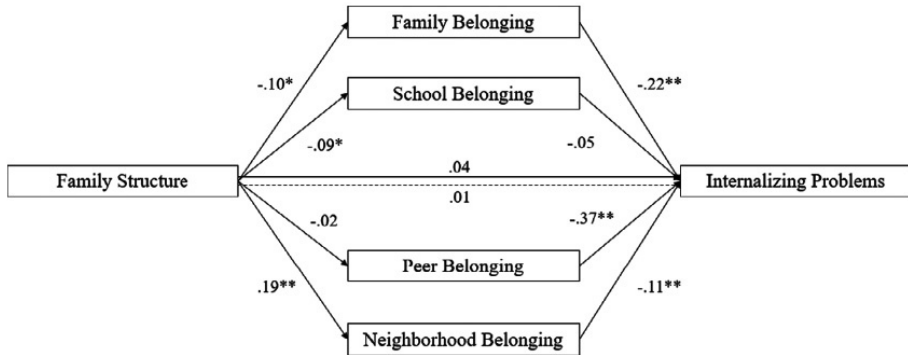 Family Belonging
-.10*
-.22**
School Belonging
-.09*
-.05
Family Structure
.04
Internalizing Problems
.01
-.02
-.37**
Peer Belonging
.19**
-.11**
Neighborhood Belonging